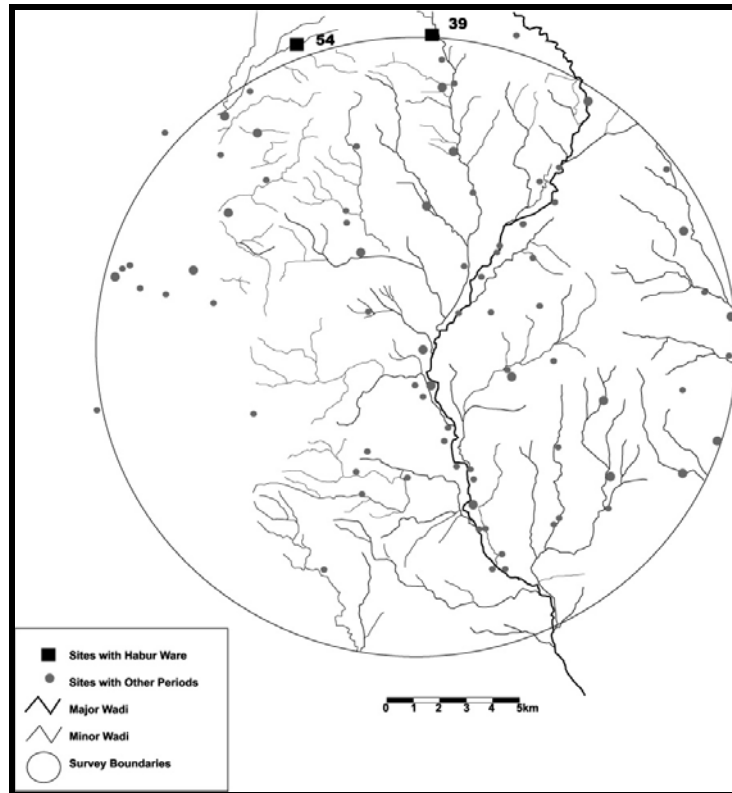 39
54
Sites with Habur Ware
Sites with Other Periods
Major Wadi
Minor Wadi
Survey Boundaries
0 1 2 3 4 5km